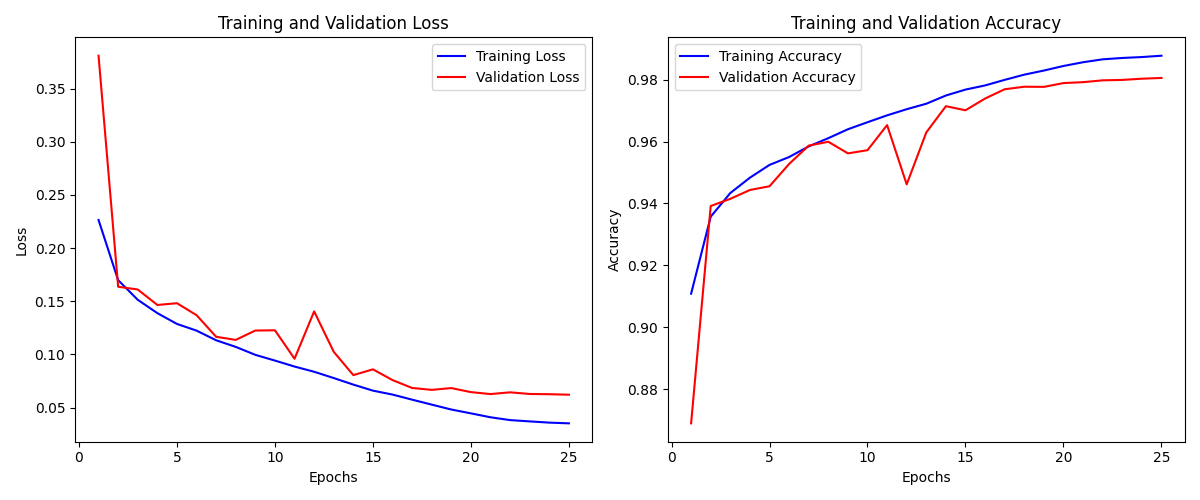 Training and Validation Loss
Training Loss
Validation Loss
0.35
0.30
0.25
0.20
0.15
0.10
0.05
Loss
0 5 10 15 20 25
Epochs
Training and Validation Accuracy
Training Accuracy
Validation Accuracy
0.98
0.96
0.94
0.92
0.90
0.88
Accuracy
0 5 10 15 20 25
Epochs